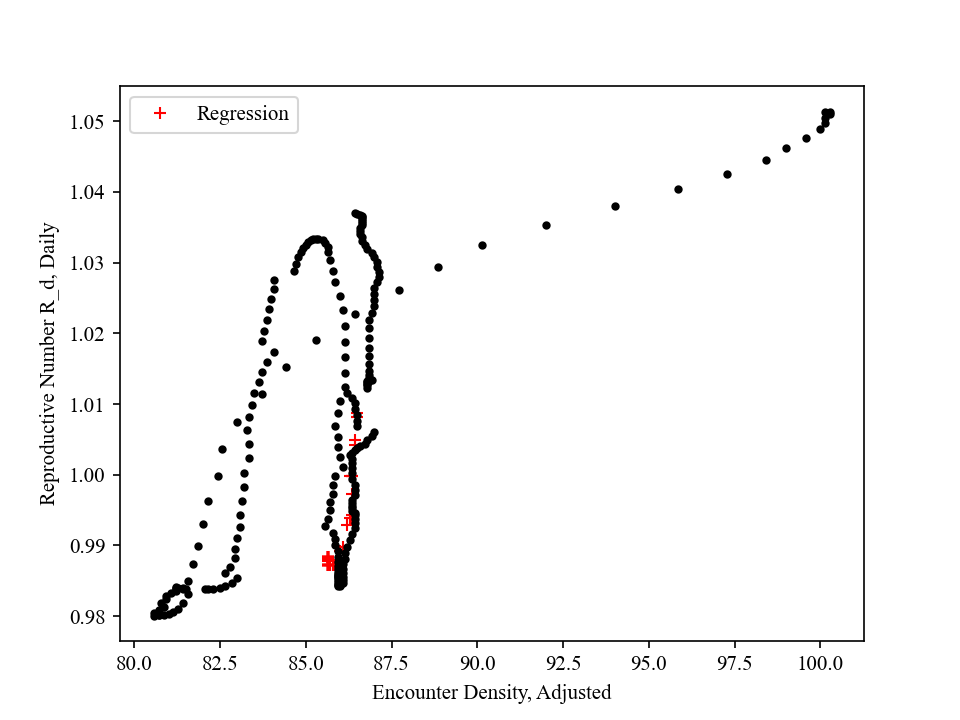 Regression
1.05
1.04
1.03
1.02
1.01
1.00
0.99
0.98
Reproductive Number R_d, Daily
80.0 82.5 85.0 87.5 90.0 92.5 95.0 97.5 100.0
Encounter Density, Adjusted